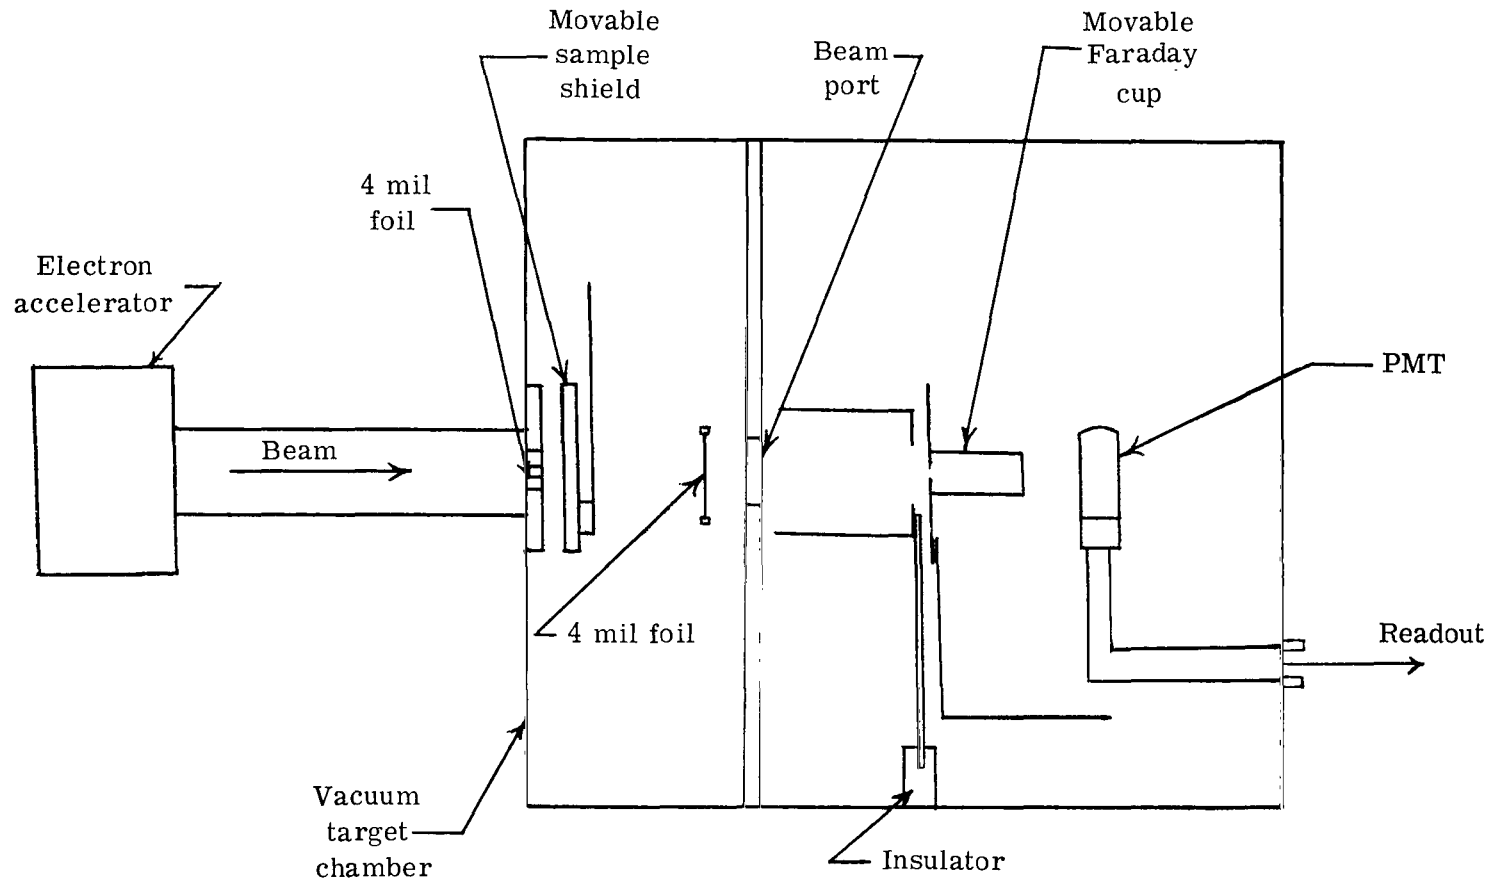 Movable
sample
shield
Beam
port
Movable
Faraday
cup
4 mil
foil
Electron
accelerator
PMT
Beam
4 mil foil
Readout
Vacuum
target
chamber
Insulator